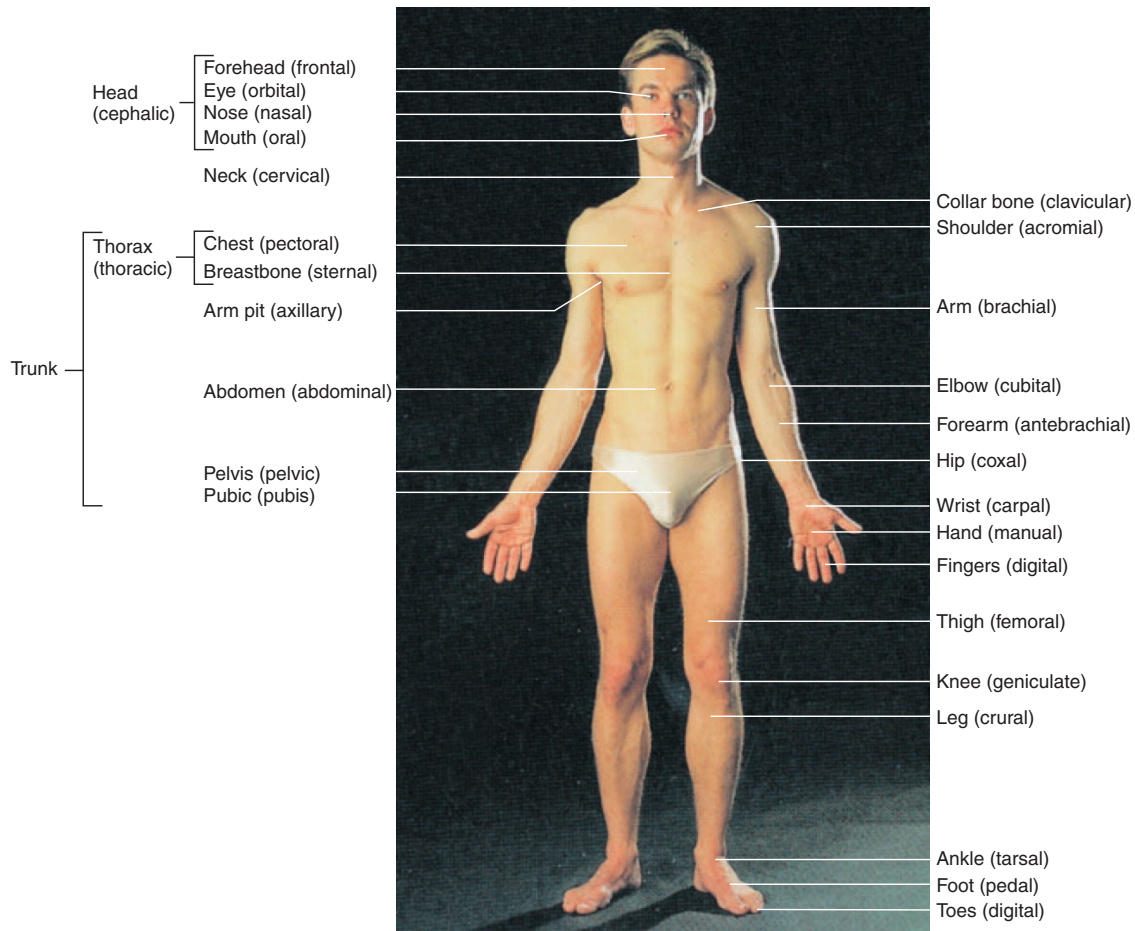 Head
(cephalic)
Forehead (frontal)
Eye (orbital)
Nose (nasal)
Mouth (oral)
Neck (cervical)
Trunk
Thorax
(thoracic)
Chest (pectoral)
Breastbone (sternal)
Arm pit (axillary)
Abdomen (abdominal)
Pelvis (pelvic)
Pubic (pubis)
Collar bone (clavicular)
Shoulder (acromial)
Arm (brachial)
Elbow (cubital)
Forearm (antebrachial)
Hip (coxal)
Wrist (carpal)
Hand (manual)
Fingers (digital)
Thigh (femoral)
Knee (geniculate)
Leg (crural)
Ankle (tarsal)
Foot (pedal)
Toes (digital)